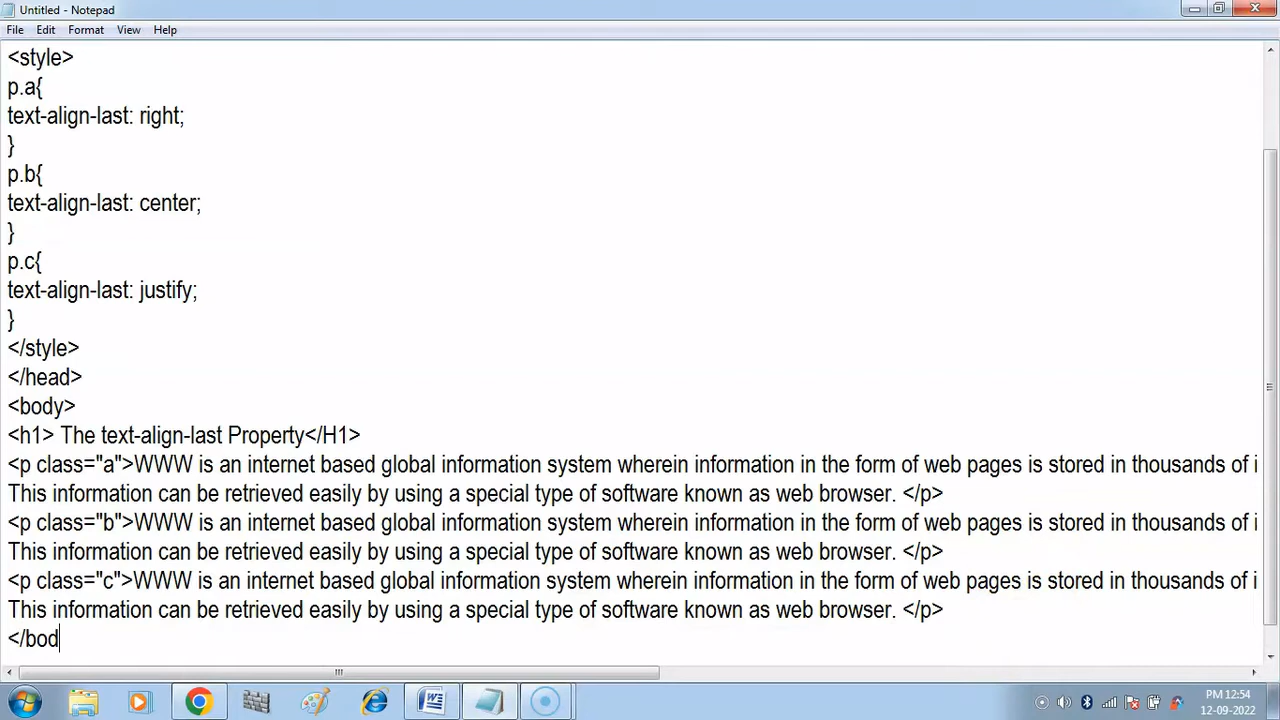 Untitled - Notepad
File Edit Format View Help
<style>
p.a{
text-align-last: right;
}
p.b{
text-align-last: center;
}
p.c{
text-align-last: justify;
}
</style>
</head>
<body>
<h1> The text-align-last Property</H1>
<p class="a">WWW is an internet based global information system wherein information in the form of web pages is stored in thousands of i
This information can be retrieved easily by using a special type of software known as web browser. </p>
<p class="b">WWW is an internet based global information system wherein information in the form of web pages is stored in thousands of i
This information can be retrieved easily by using a special type of software known as web browser. </p>
<p class="c">WWW is an internet based global information system wherein information in the form of web pages is stored in thousands of i
This information can be retrieved easily by using a special type of software known as web browser. </p>
</bod
PM 12:54
12-09-2022